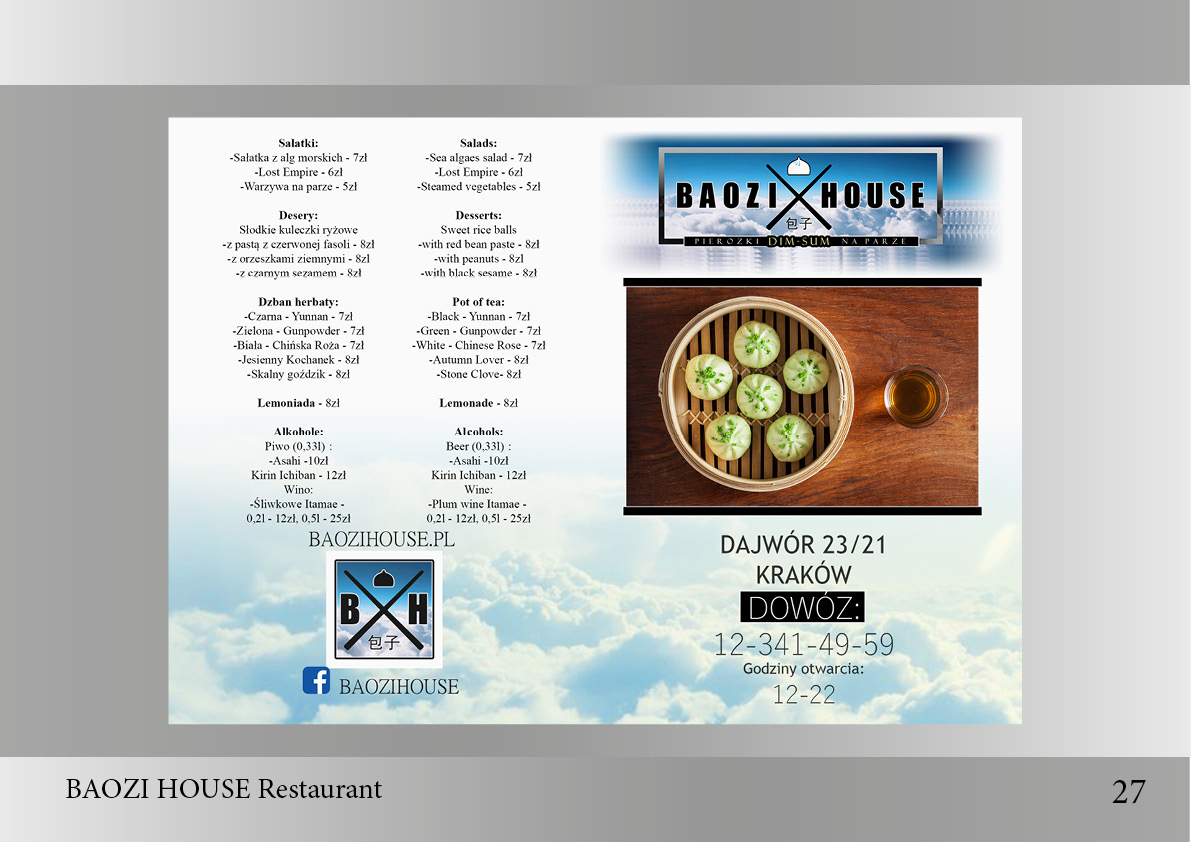 Sałatki:
-Sałatka z alg morskich - 7zł
-Lost Empire - 6zł
-Warzywa na parze - 5zł
Desery:
Słodkie kuleczki ryżowe
-z pastą z czerwonej fasoli - 8zł
-z orzeszkami ziemnymi - 8zł
-z czarnym sezamem - 8zł
Dzban herbaty:
-Czarna - Yunnan - 7zł
-Zielona - Gunpowder - 7zł
-Biała - Chińska Roża - 7zł
-Jesienny Kochanek - 8zł
-Skalny goździk - 8zł
Lemoniada - 8zł
Alkohole:
Piwo (0,33l) :
-Asahi -10zł
Kirin Ichiban - 12zł
Wino:
-Śliwkowe Itamae -
0,2l - 12zł, 0,5l - 25zł
Salads:
-Sea algaes salad - 7zł
-Lost Empire - 6zł
-Steamed vegetables - 5zł
Desserts:
Sweet rice balls
-with red bean paste - 8zł
-with peanuts - 8zł
-with black sesame - 8zł
Pot of tea:
-Black - Yunnan - 7zł
-Green - Gunpowder - 7zł
-White - Chinese Rose - 7zł
-Autumn Lover - 8zł
-Stone Clove- 8zł
Lemonade - 8zł
Alcohols:
Beer (0,33l) :
-Asahi -10zł
Kirin Ichiban - 12zł
Wine:
-Plum wine Itamae -
0,2l - 12zł, 0,5l - 25zł
BAOZIHOUSE.PL
B H
包子
BAOZIHOUSE
BAOZI HOUSE
包子
PIEROZKI DIM-SUM NA PARZE
DAJWÓR 23/21
KRAKÓW
DOWÓZ:
12-341-49-59
Godziny otwarcia:
12-22
BAOZI HOUSE Restaurant
27